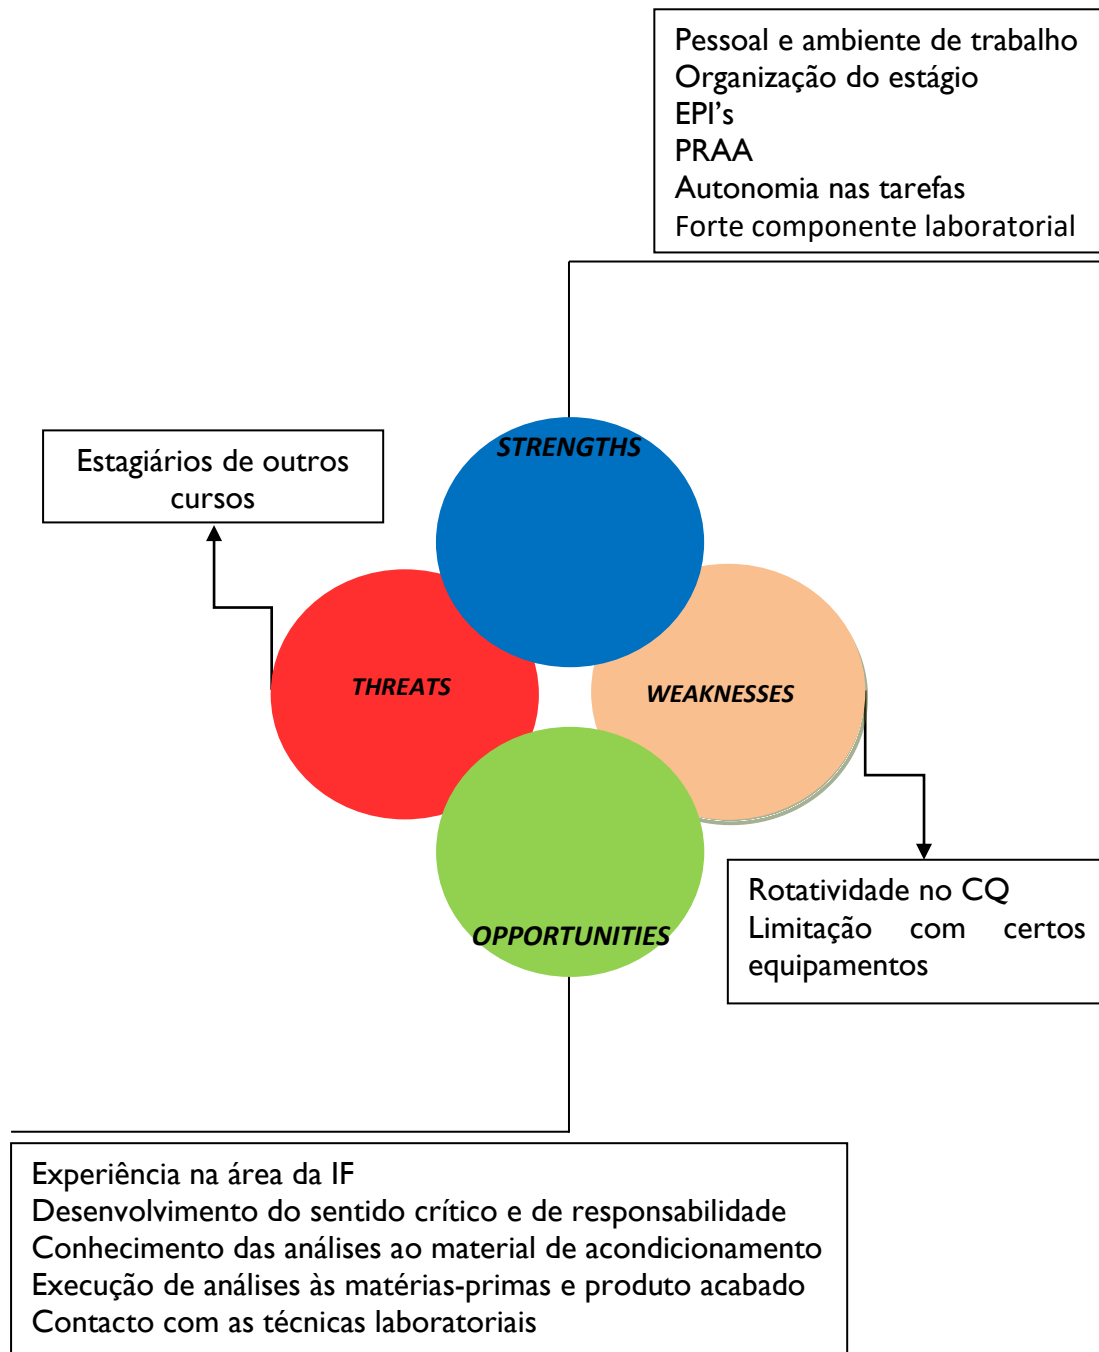 Pessoal e ambiente de trabalho
Organização do estágio
EPI’s
PRAA
Autonomia nas tarefas
Forte componente laboratorial
STRENGTHS
Estagiários de outros
cursos
THREATS
WEAKNESSES
Rotatividade no CQ
Limitação com certos
equipamentos
OPPORTUNITIES
Experiência na área da IF
Desenvolvimento do sentido crítico e de responsabilidade
Conhecimento das análises ao material de acondicionamento
Execução de análises às matérias-primas e produto acabado
Contacto com as técnicas laboratoriais